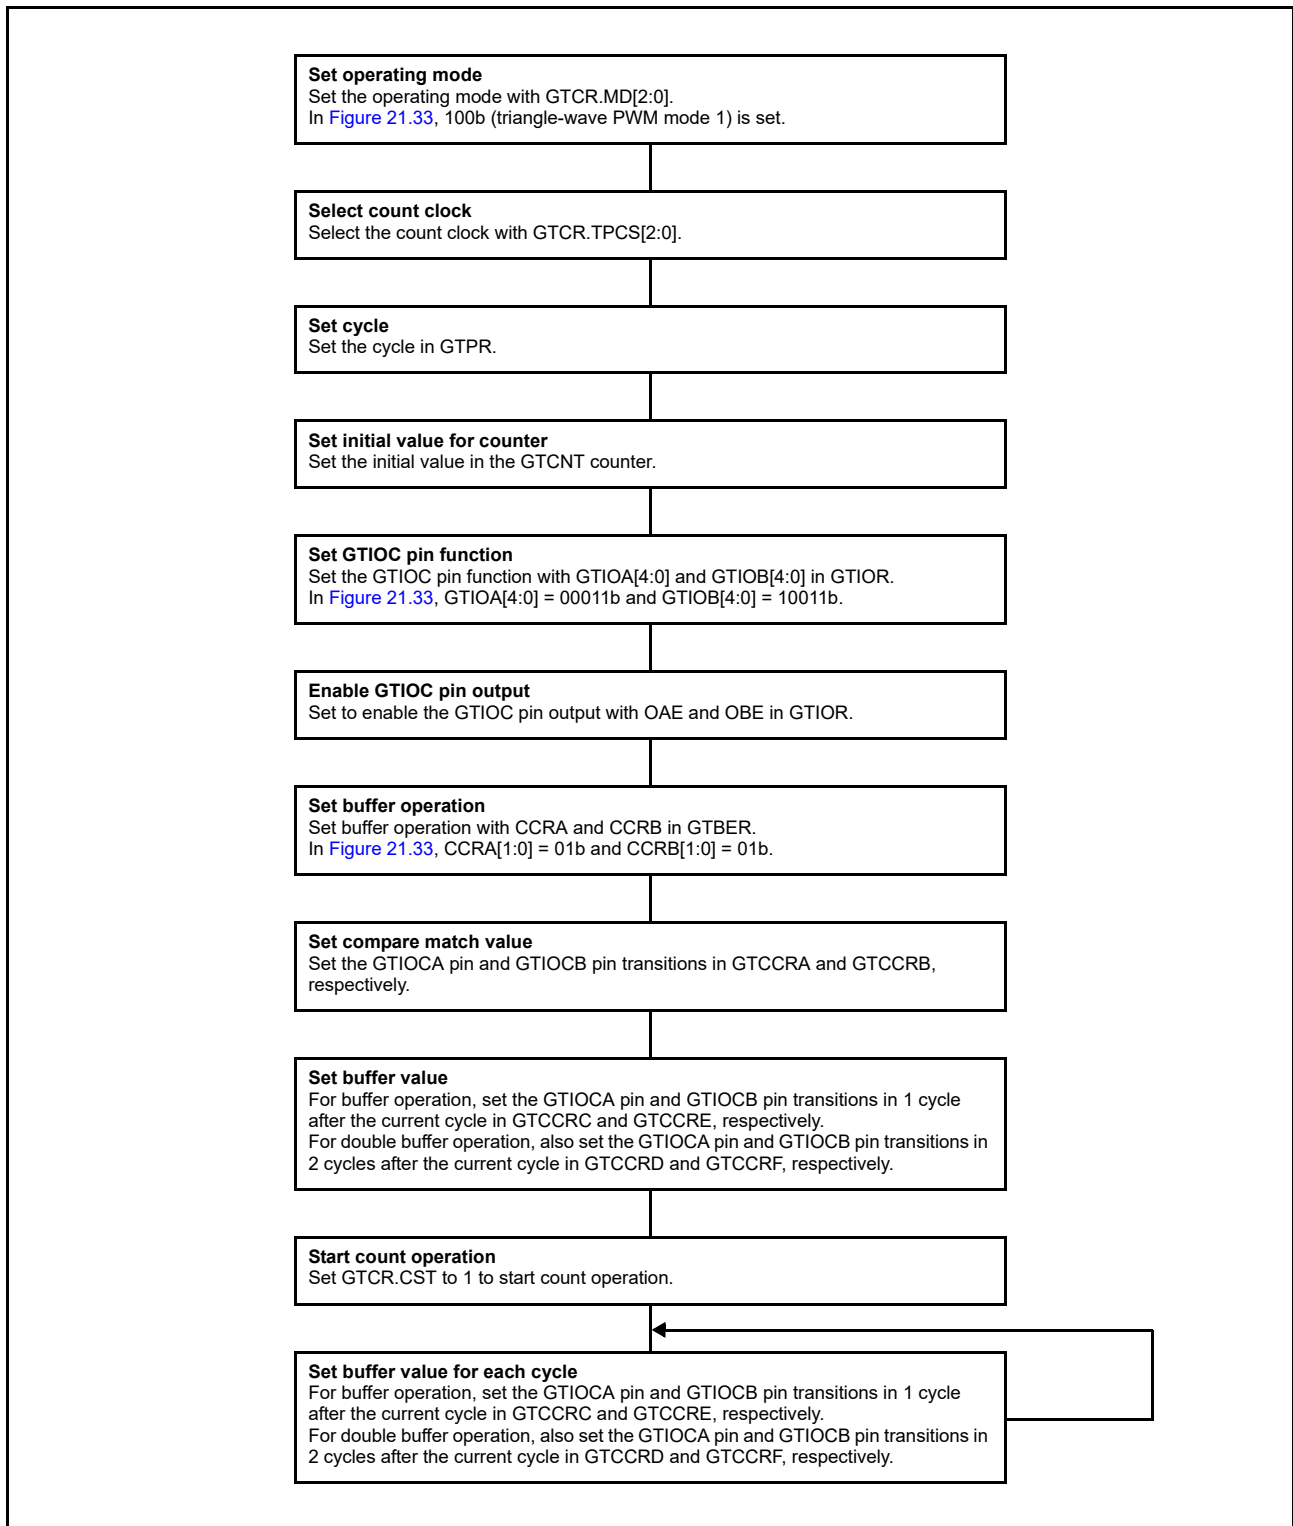 Set operating mode
Set the operating mode with GTCR.MD[2:0].
In Figure 21.33, 100b (triangle-wave PWM mode 1) is set.
Select count clock
Select the count clock with GTCR.TPCS[2:0].
Set cycle
Set the cycle in GTPR.
Set initial value for counter
Set the initial value in the GTCNT counter.
Set GTIOC pin function
Set the GTIOC pin function with GTIOA[4:0] and GTIOB[4:0] in GTIOR.
In Figure 21.33, GTIOA[4:0] = 00011b and GTIOB[4:0] = 10011b.
Enable GTIOC pin output
Set to enable the GTIOC pin output with OAE and OBE in GTIOR.
Set buffer operation
Set buffer operation with CCRA and CCRB in GTBER.
In Figure 21.33, CCRA[1:0] = 01b and CCRB[1:0] = 01b.
Set compare match value
Set the GTIOCA pin and GTIOCB pin transitions in GTCCRA and GTCCRB,
respectively.
Set buffer value
For buffer operation, set the GTIOCA pin and GTIOCB pin transitions in 1 cycle
after the current cycle in GTCCRC and GTCCRE, respectively.
For double buffer operation, also set the GTIOCA pin and GTIOCB pin transitions in
2 cycles after the current cycle in GTCCRD and GTCCRF, respectively.
Start count operation
Set GTCR.CST to 1 to start count operation.
Set buffer value for each cycle
For buffer operation, set the GTIOCA pin and GTIOCB pin transitions in 1 cycle
after the current cycle in GTCCRC and GTCCRE, respectively.
For double buffer operation, also set the GTIOCA pin and GTIOCB pin transitions in
2 cycles after the current cycle in GTCCRD and GTCCRF, respectively.